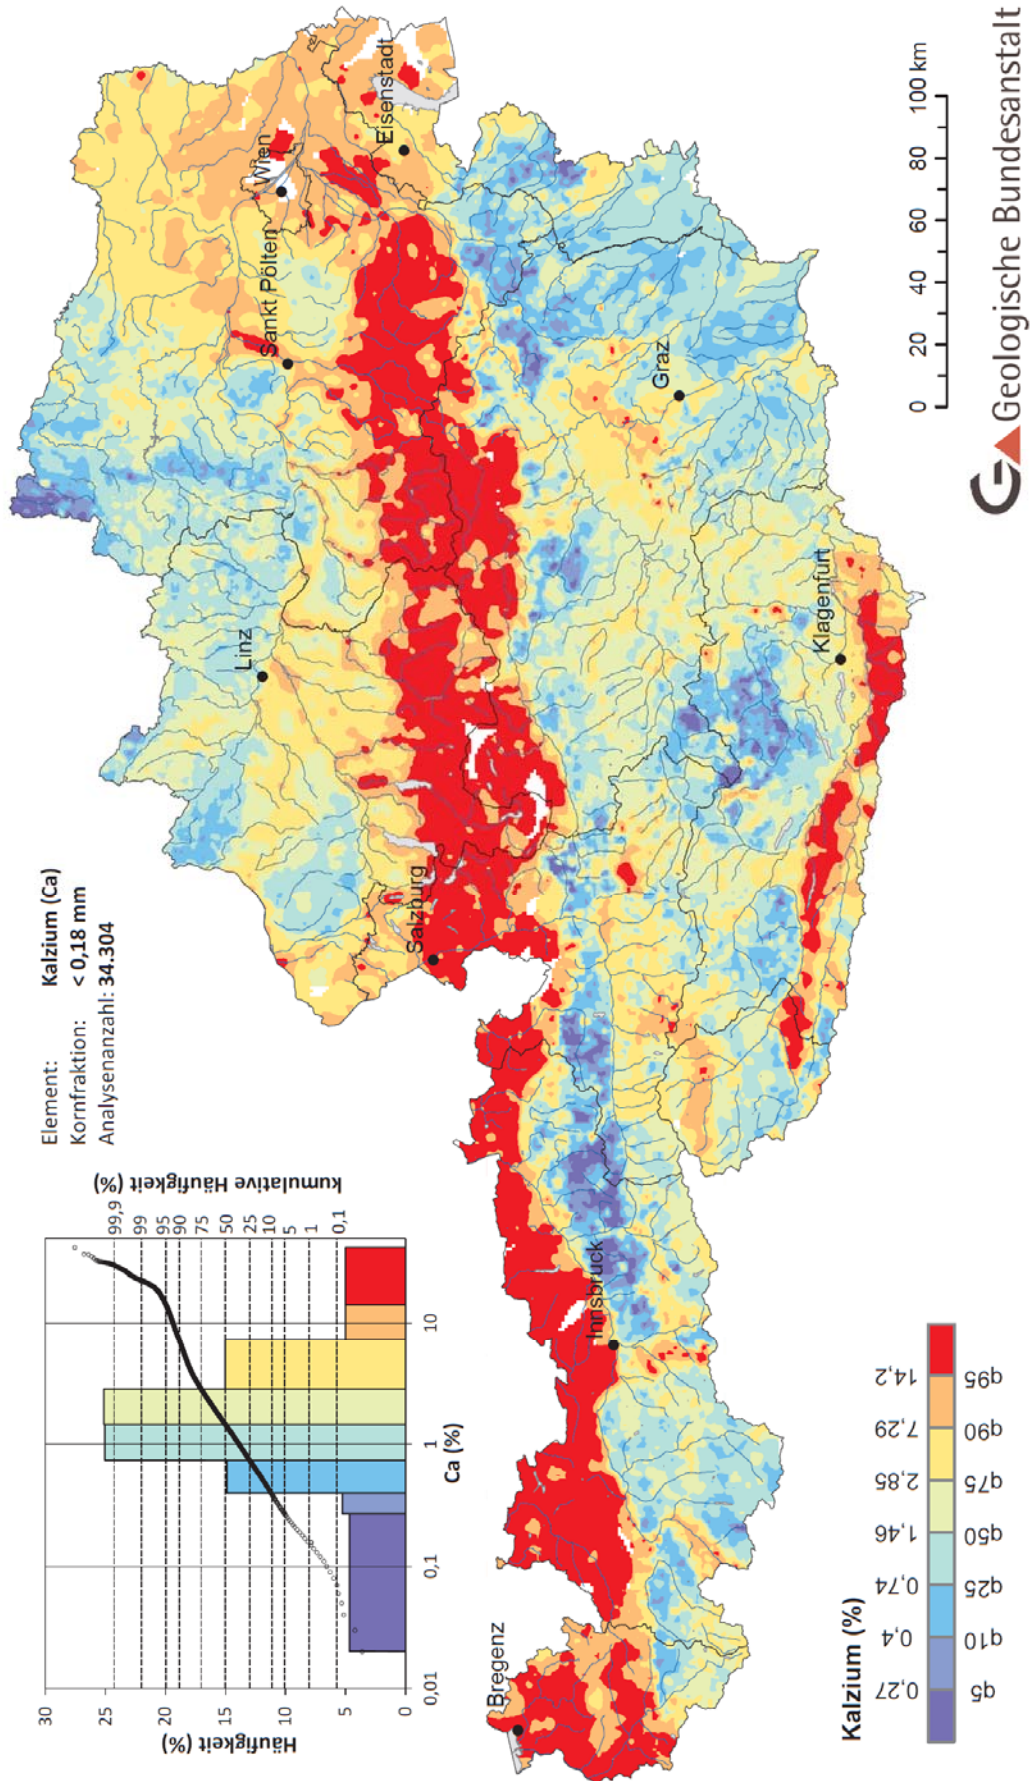 Element: Kalzium (Ca)
Kornfraktion: < 0,18 mm
Analysenanzahl: 34.304
Häufigkeit (%)
30
25
20
15
10
5
0
kumulative Häufigkeit (%)
99,9
99
95
90
75
50
25
10
5
1
0,1
0,01
0,1
1
10
Ca (%)
Bregenz
Innsbruck
Salzburg
Linz
Sankt Pölten
Wien
Eisenstadt
Graz
Klagenfurt
Kalzium (%)
0,27
0,4
0,74
1,46
2,85
7,29
14,2
q5
q10
q25
q50
q75
q90
q95
0 20 40 60 80 100 km
Geologische Bundesanstalt